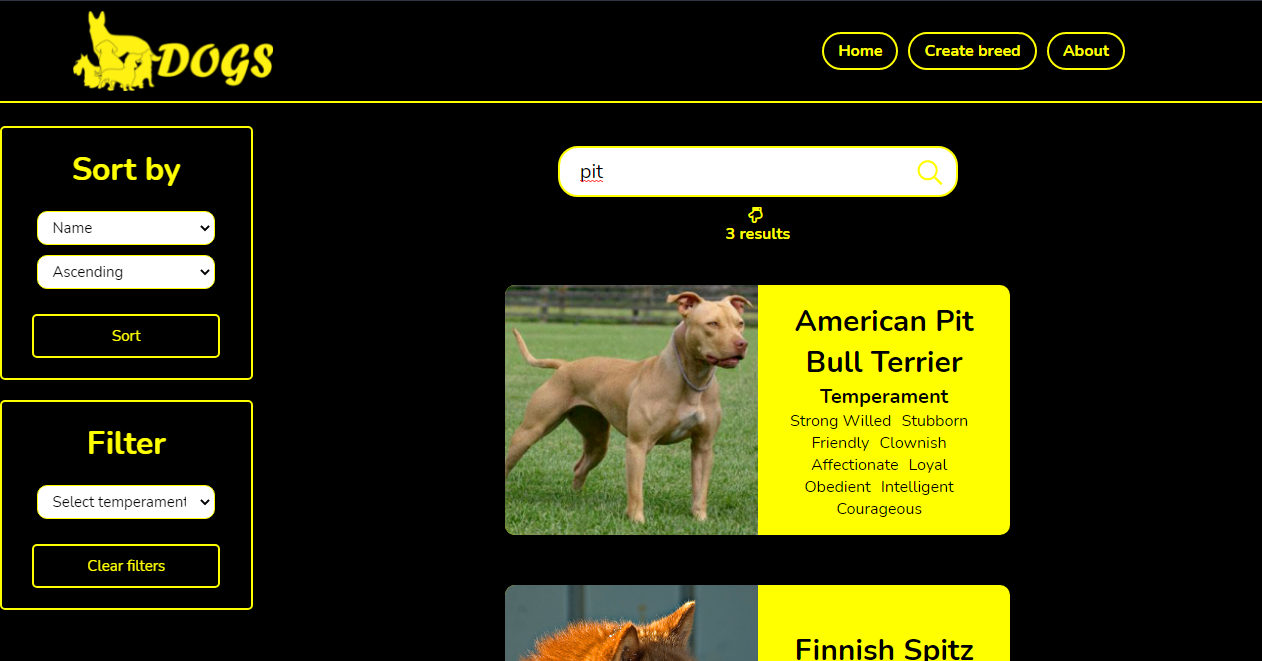 DOGS
Home
Create breed
About
Sort by
Name
Ascending
Sort
Filter
Select temperament
Clear filters
pit
3 results
American Pit
Bull Terrier
Temperament
Strong Willed Stubborn
Friendly Clownish
Affectionate Loyal
Obedient Intelligent
Courageous
Finnish Spitz